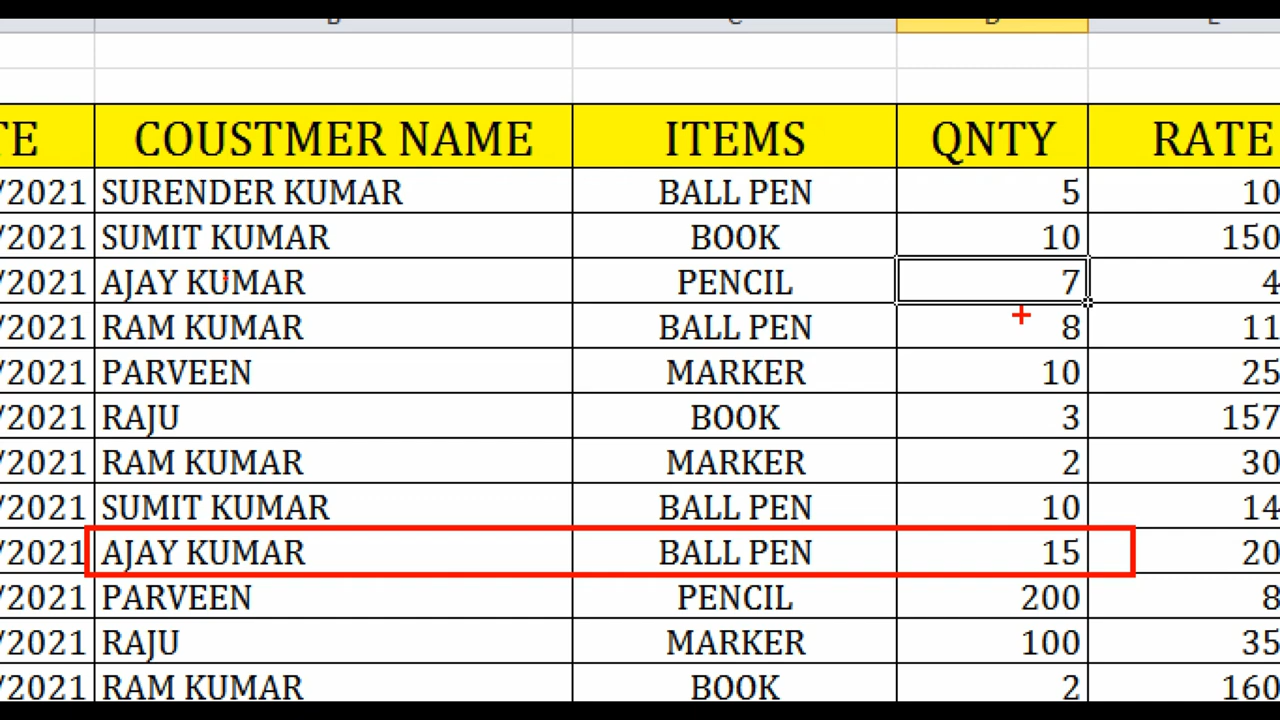 TE COUSTMER NAME ITEMS QNTY RATE
/2021 SURENDER KUMAR BALL PEN 5 10
/2021 SUMIT KUMAR BOOK 10 150
/2021 AJAY KUMAR PENCIL 7 4
/2021 RAM KUMAR BALL PEN 8 11
/2021 PARVEEN MARKER 10 25
/2021 RAJU BOOK 3 157
/2021 RAM KUMAR MARKER 2 30
/2021 SUMIT KUMAR BALL PEN 10 14
/2021 AJAY KUMAR BALL PEN 15 20
/2021 PARVEEN PENCIL 200 8
/2021 RAJU MARKER 100 35
/2021 RAM KUMAR BOOK 2 160